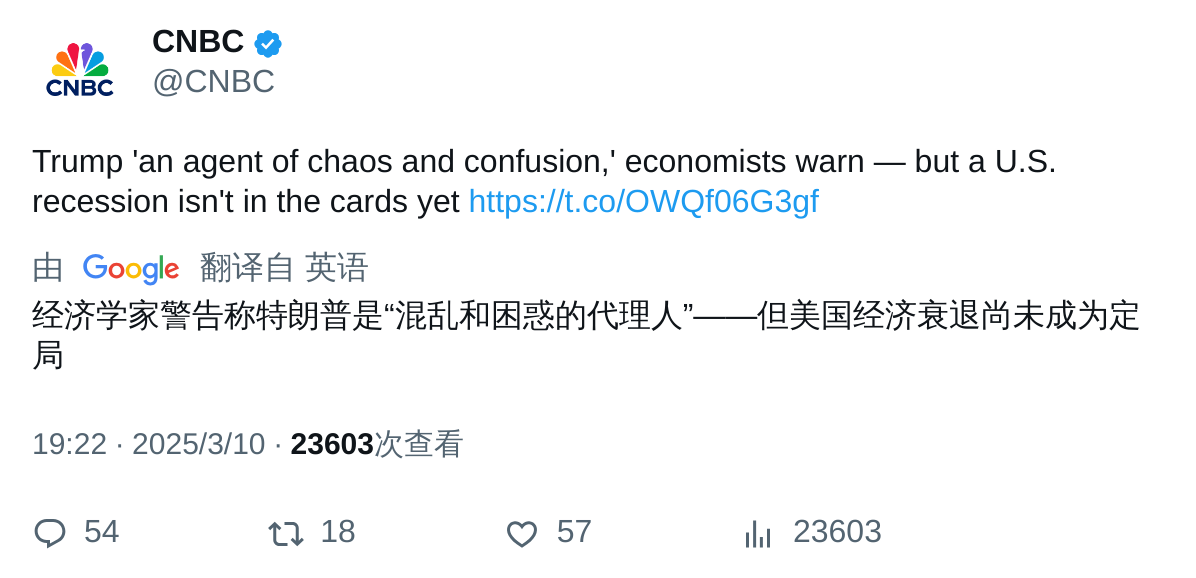 CNBC
CNBC
@CNBC
Trump 'an agent of chaos and confusion,' economists warn — but a U.S.
recession isn't in the cards yet https://t.co/OWQf06G3gf
由 Google 翻译自 英语
经济学家警告称特朗普是“混乱和困惑的代理人”——但美国经济衰退尚未成为定
局
19:22 · 2025/3/10 · 23603次查看
54 18 57 23603